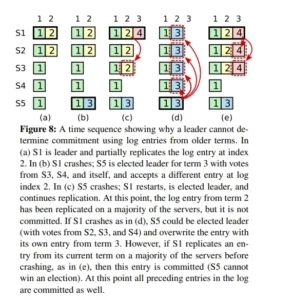 1 2 1 2 1 2 3 1 2 3 1 2 3
S1 1 2 1 2 1 2 4 1 3 1 2 4
S2 1 2 1 2 1 2 1 3 1 2 4
S3 1 1 1 2 1 3 1 2 4
S4 1 1 1 1 3 1
S5 1 1 3 1 3 1 3 1 3
(a) (b) (c) (d) (e)
Figure 8: A time sequence showing why a leader cannot de-
termine commitment using log entries from older terms. In
(a) S1 is leader and partially replicates the log entry at index
2. In (b) S1 crashes; S5 is elected leader for term 3 with votes
from S3, S4, and itself, and accepts a different entry at log
index 2. In (c) S5 crashes; S1 restarts, is elected leader, and
continues replication. At this point, the log entry from term 2
has been replicated on a majority of the servers, but it is not
committed. If S1 crashes as in (d), S5 could be elected leader
(with votes from S2, S3, and S4) and overwrite the entry with
its own entry from term 3. However, if S1 replicates an en-
try from its current term on a majority of the servers before
crashing, as in (e), then this entry is committed (S5 cannot
win an election). At this point all preceding entries in the log
are committed as well.